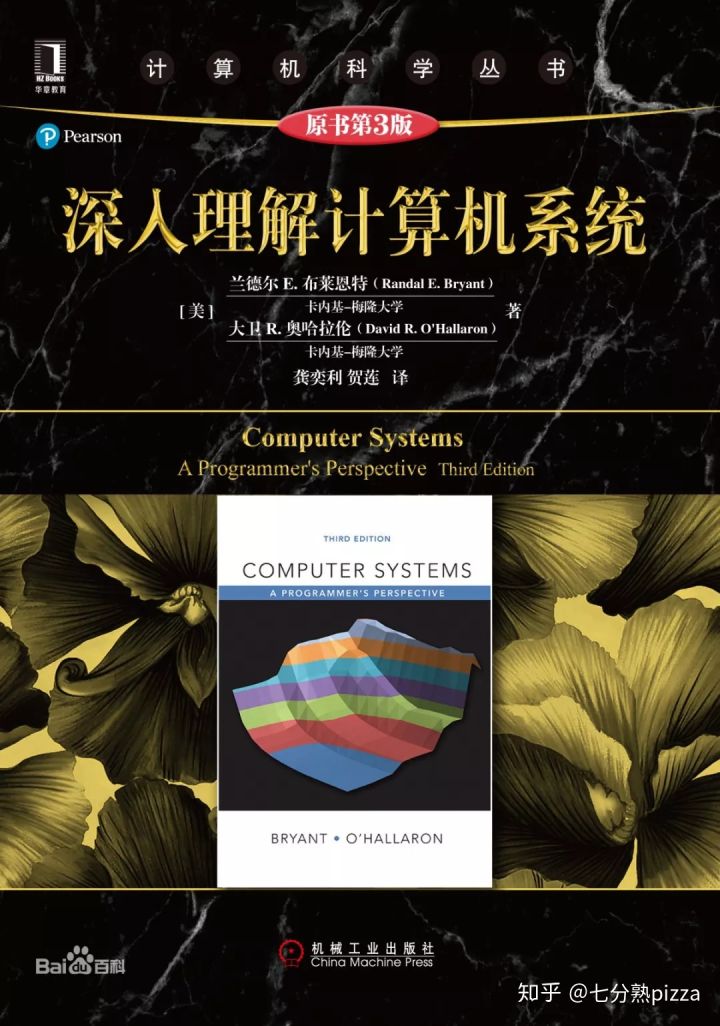 HZ BOOKS
华章教育
计算机科学丛书
Pearson
原书第3版
深入理解计算机系统
[美]
兰德尔 E. 布莱恩特(Randal E. Bryant)
卡内基-梅隆大学
大卫 R. 奥哈拉伦(David R. O'Hallaron)
卡内基-梅隆大学
著
龚奕利 贺莲 译
Computer Systems
A Programmer's Perspective Third Edition
THIRD EDITION
COMPUTER SYSTEMS
A PROGRAMMER'S PERSPECTIVE
BRYANT • O'HALLARON
机械工业出版社
China Machine Press
Bai du 百科
知乎 @七分熟pizza